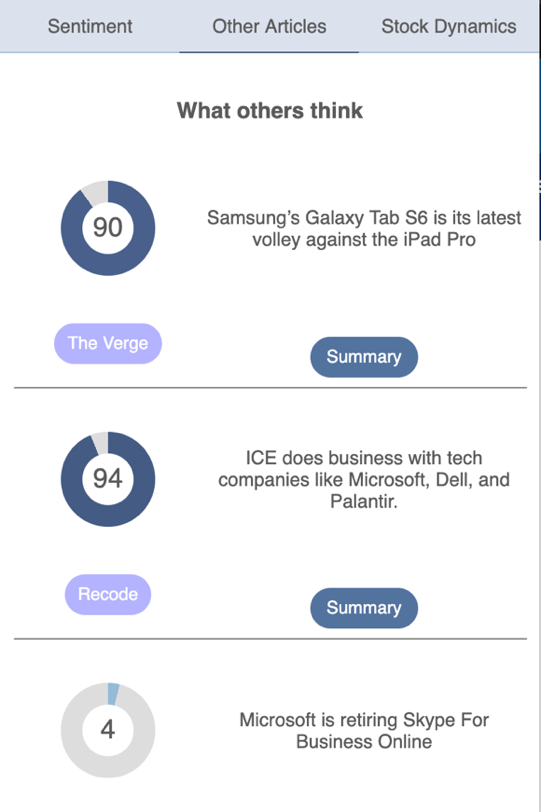 Sentiment Other Articles Stock Dynamics
What others think
90
Samsung’s Galaxy Tab S6 is its latest
volley against the iPad Pro
The Verge
Summary
94
ICE does business with tech
companies like Microsoft, Dell, and
Palantir.
Recode
Summary
4
Microsoft is retiring Skype For
Business Online